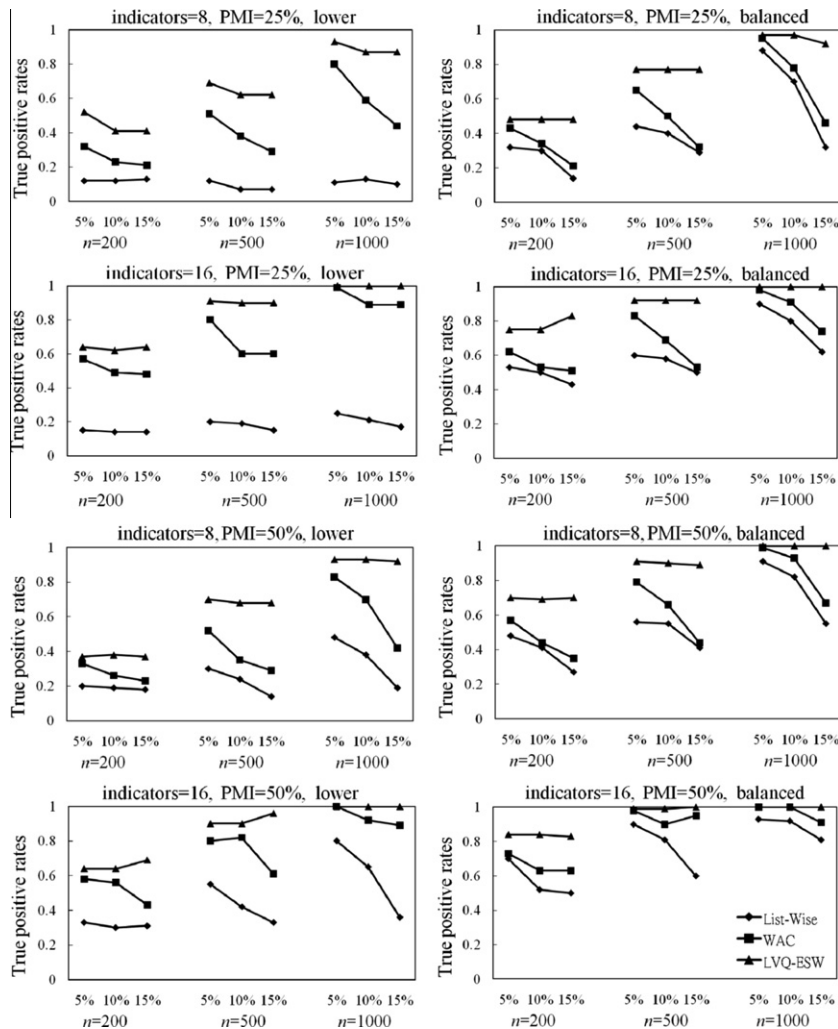 indicators=8, PMI=25%, lower
True positive rates
1
0.8
0.6
0.4
0.2
0
5% 10% 15% 5% 10% 15% 5% 10% 15%
n=200 n=500 n=1000
indicators=8, PMI=25%, balanced
True positive rates
1
0.8
0.6
0.4
0.2
0
5% 10% 15% 5% 10% 15% 5% 10% 15%
n=200 n=500 n=1000
indicators=16, PMI=25%, lower
True positive rates
1
0.8
0.6
0.4
0.2
0
5% 10% 15% 5% 10% 15% 5% 10% 15%
n=200 n=500 n=1000
indicators=16, PMI=25%, balanced
True positive rates
1
0.8
0.6
0.4
0.2
0
5% 10% 15% 5% 10% 15% 5% 10% 15%
n=200 n=500 n=1000
indicators=8, PMI=50%, lower
True positive rates
1
0.8
0.6
0.4
0.2
0
5% 10% 15% 5% 10% 15% 5% 10% 15%
n=200 n=500 n=1000
indicators=8, PMI=50%, balanced
True positive rates
1
0.8
0.6
0.4
0.2
0
5% 10% 15% 5% 10% 15% 5% 10% 15%
n=200 n=500 n=1000
indicators=16, PMI=50%, lower
True positive rates
1
0.8
0.6
0.4
0.2
0
5% 10% 15% 5% 10% 15% 5% 10% 15%
n=200 n=500 n=1000
indicators=16, PMI=50%, balanced
True positive rates
1
0.8
0.6
0.4
0.2
0
List-Wise
WAC
LVQ-ESW
5% 10% 15% 5% 10% 15% 5% 10% 15%
n=200 n=500 n=1000